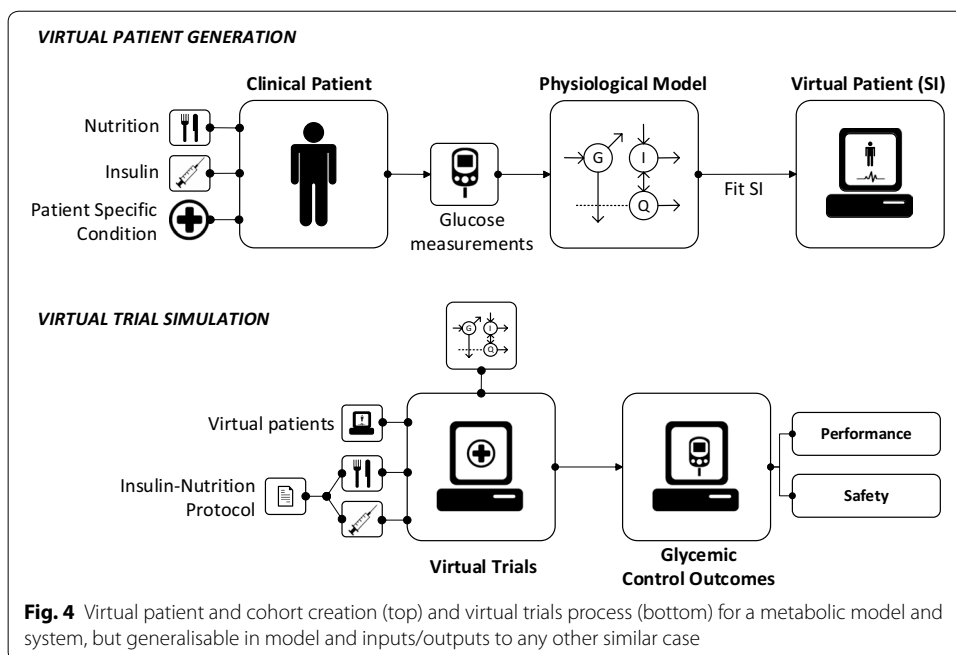 VIRTUAL PATIENT GENERATION
Clinical Patient
Physiological Model
Virtual Patient (SI)
Nutrition
Insulin
Patient Specific
Condition
Glucose
measurements
G
I
Q
Fit SI
VIRTUAL TRIAL SIMULATION
G
I
Q
Virtual patients
Insulin-Nutrition
Protocol
Virtual Trials
Glycemic
Control Outcomes
Performance
Safety
Fig. 4 Virtual patient and cohort creation (top) and virtual trials process (bottom) for a metabolic model and
system, but generalisable in model and inputs/outputs to any other similar case